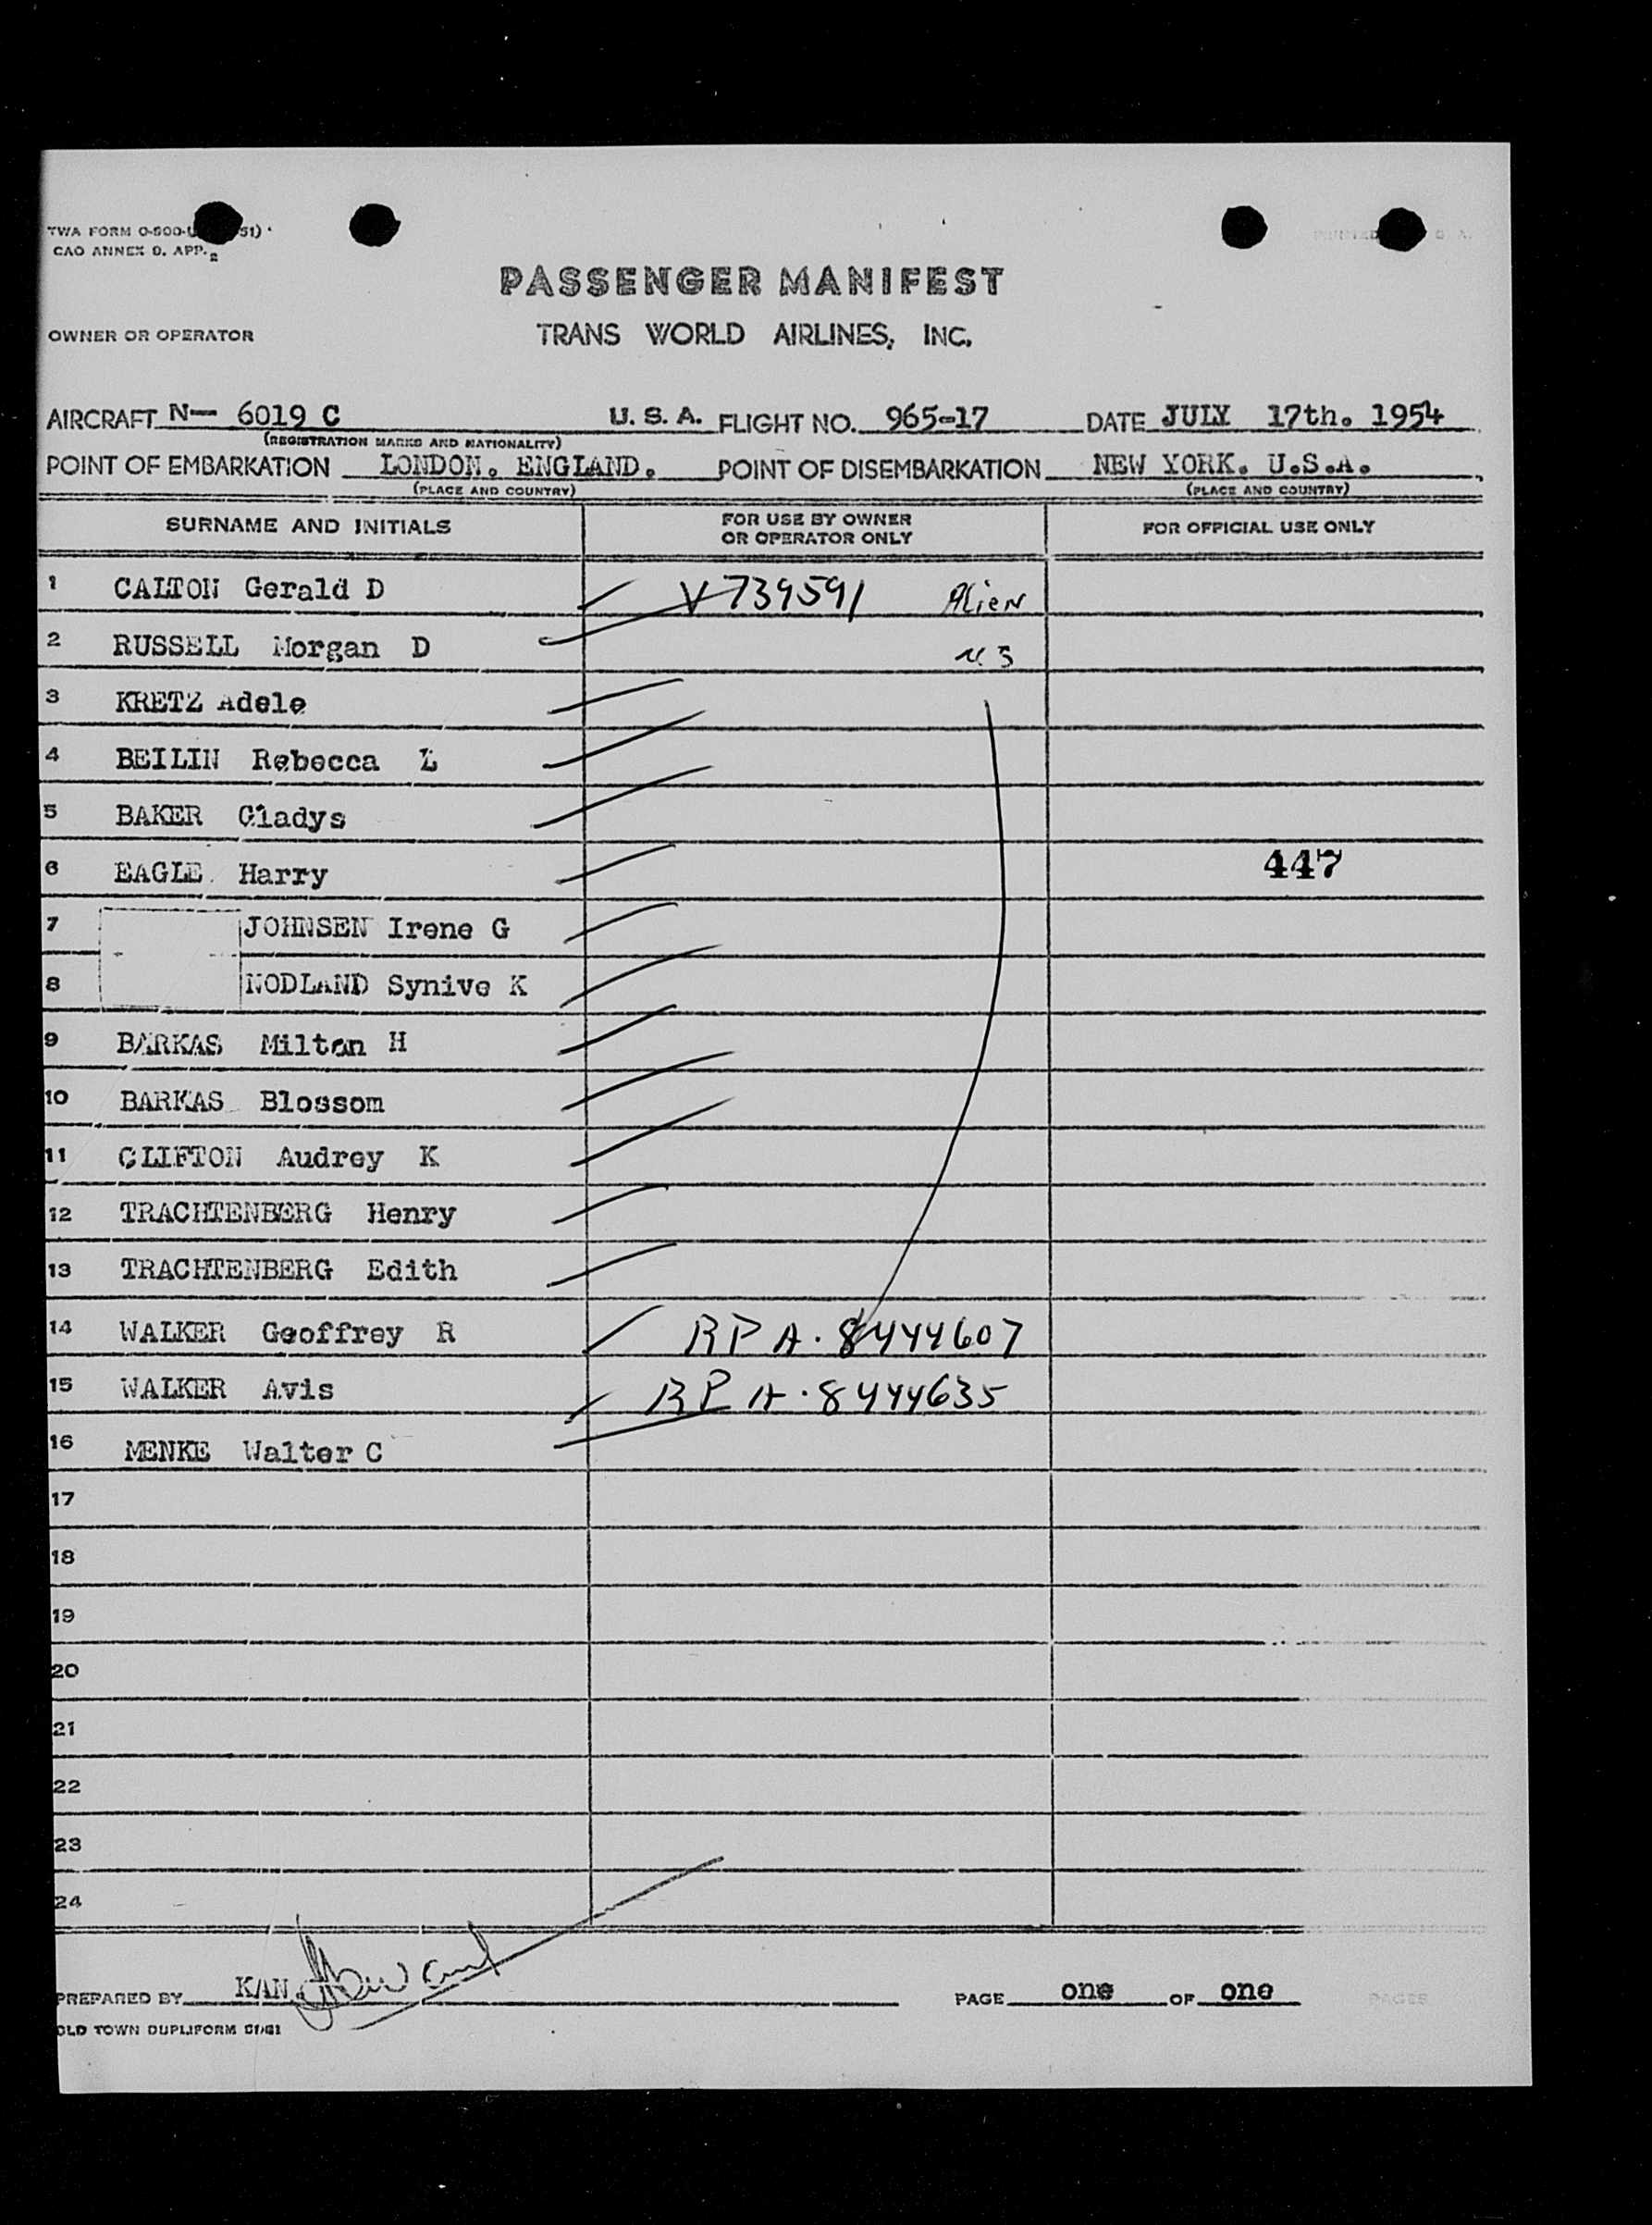 TWA FORM O-500- 51)
CAO ANNEX 9. APP. 2
PASSENGER MANIFEST
OWNER OR OPERATOR TRANS WORLD AIRLINES, INC.
AIRCRAFT N- 6019 C U. S. A. FLIGHT NO. 965-17 DATE JULY 17th. 1954
(REGISTRATION MARKS AND NATIONALITY)
POINT OF EMBARKATION LONDON. ENGLAND. POINT OF DISEMBARKATION NEW YORK. U.S.A.
(PLACE AND COUNTRY) (PLACE AND COUNTRY)
SURNAME AND INITIALS FOR USE BY OWNER OR OPERATOR ONLY FOR OFFICIAL USE ONLY
1 CALTON Gerald D V739591 Alien
2 RUSSELL Morgan D
3 KRETZ Adele
4 BEILIN Rebecca L
5 BAKER Gladys
6 EAGLE Harry 447
7 JOHNSEN Irene G
8 NODLAND Synive K
9 BARKAS Milton H
10 BARKAS Blossom
11 CLIFTON Audrey K
12 TRACHTENBERG Henry
13 TRACHTENBERG Edith
14 WALKER Geoffrey R RP A. 8444607
15 WALKER Avis RP A. 8444635
16 MENKE Walter C
17
18
19
20
21
22
23
24
PREPARED BY KAN PAGE one OF one PAGES
OLD TOWN DUPLIFORM